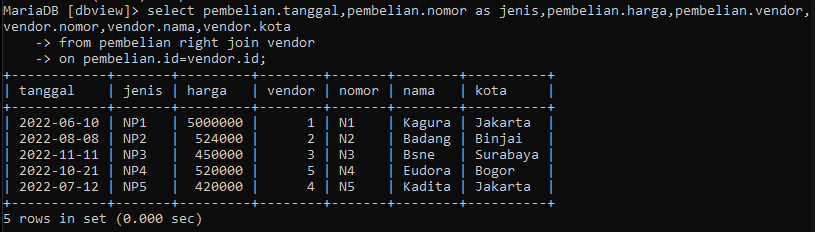 MariaDB [dbview]> select pembelian.tanggal,pembelian.nomor as jenis,pembelian.harga,pembelian.vendor,
vendor.nomor,vendor.nama,vendor.kota
    -> from pembelian right join vendor
    -> on pembelian.id=vendor.id;
+------------+-------+---------+--------+-------+--------+----------+
| tanggal    | jenis | harga   | vendor | nomor | nama   | kota     |
+------------+-------+---------+--------+-------+--------+----------+
| 2022-06-10 | NP1   | 5000000 |      1 | N1    | Kagura | Jakarta  |
| 2022-08-08 | NP2   |  524000 |      2 | N2    | Badang | Binjai   |
| 2022-11-11 | NP3   |  450000 |      3 | N3    | Bsne   | Surabaya |
| 2022-10-21 | NP4   |  520000 |      5 | N4    | Eudora | Bogor    |
| 2022-07-12 | NP5   |  420000 |      4 | N5    | Kadita | Jakarta  |
+------------+-------+---------+--------+-------+--------+----------+
5 rows in set (0.000 sec)